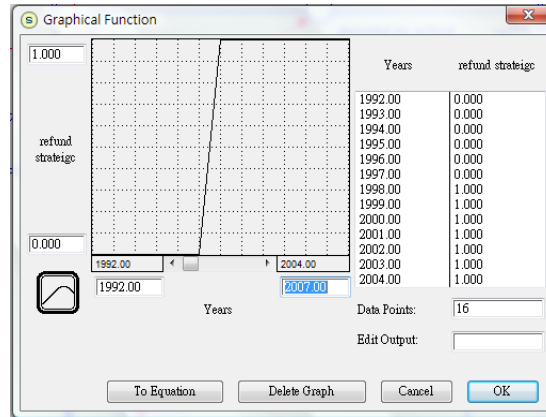 S Graphical Function
1.000
refund
strateigc
0.000
1992.00 2004.00
1992.00 2007.00
Years
Years refund strateigc
1992.00 0.000
1993.00 0.000
1994.00 0.000
1995.00 0.000
1996.00 0.000
1997.00 0.000
1998.00 1.000
1999.00 1.000
2000.00 1.000
2001.00 1.000
2002.00 1.000
2003.00 1.000
2004.00 1.000
Data Points: 16
Edit Output:
To Equation Delete Graph Cancel OK